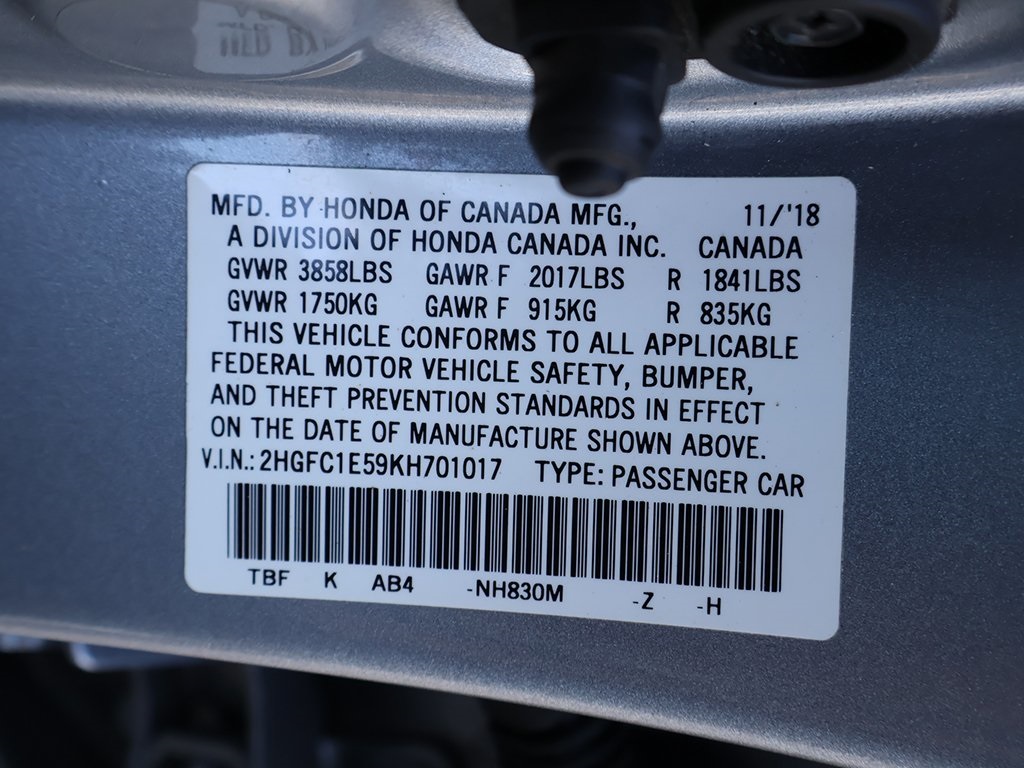 MFD. BY HONDA OF CANADA MFG., 11/'18
A DIVISION OF HONDA CANADA INC. CANADA
GVWR 3858LBS GAWR F 2017LBS R 1841LBS
GVWR 1750KG GAWR F 915KG R 835KG
THIS VEHICLE CONFORMS TO ALL APPLICABLE
FEDERAL MOTOR VEHICLE SAFETY, BUMPER,
AND THEFT PREVENTION STANDARDS IN EFFECT
ON THE DATE OF MANUFACTURE SHOWN ABOVE.
V.I.N.: 2HGFC1E59KH701017 TYPE: PASSENGER CAR
TBF K AB4 -NH830M -Z -H